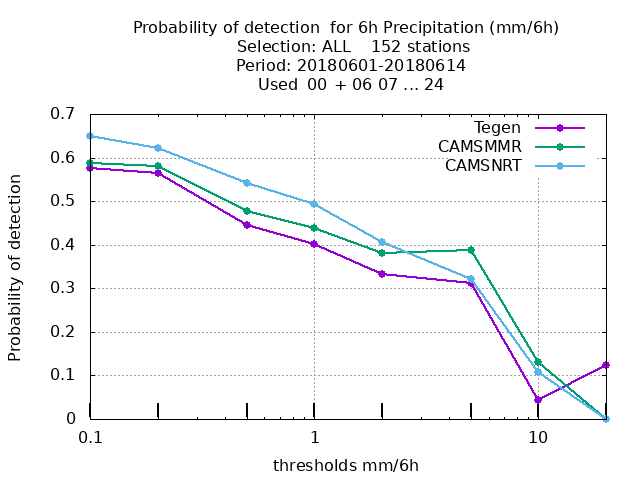 Probability of detection  for 6h Precipitation (mm/6h)
Selection: ALL    152 stations
Period: 20180601-20180614
Used  00  + 06 07 ... 24
0.7
0.6
0.5
0.4
0.3
0.2
0.1
0
Probability of detection
Tegen
CAMSMMR
CAMSNRT
0.1
1
10
thresholds mm/6h